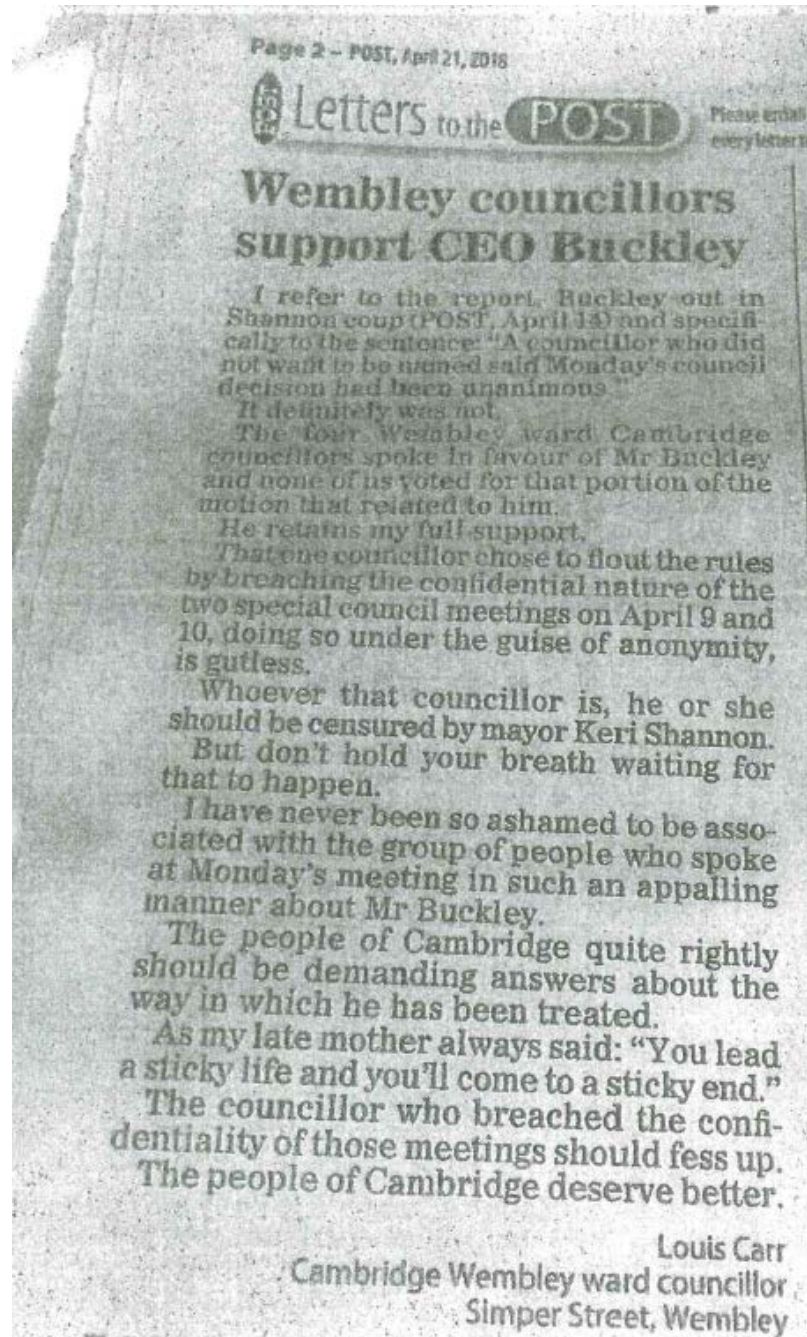 Page 2 – POST, April 21, 2018
POST Letters to the POST
Please email
every letter
Wembley councillors
support CEO Buckley
I refer to the report, Buckley out in
Shannon coup (POST, April 14) and specifi-
cally to the sentence: "A councillor who did
not want to be named said Monday's council
decision had been unanimous."
It definitely was not.
The four Wembley ward Cambridge
councillors spoke in favour of Mr Buckley
and none of us voted for that portion of the
motion that related to him.
He retains my full support.
That one councillor chose to flout the rules
by breaching the confidential nature of the
two special council meetings on April 9 and
10, doing so under the guise of anonymity,
is gutless.
Whoever that councillor is, he or she
should be censured by mayor Keri Shannon.
But don't hold your breath waiting for
that to happen.
I have never been so ashamed to be asso-
ciated with the group of people who spoke
at Monday's meeting in such an appalling
manner about Mr Buckley.
The people of Cambridge quite rightly
should be demanding answers about the
way in which he has been treated.
As my late mother always said: "You lead
a sticky life and you'll come to a sticky end."
The councillor who breached the confi-
dentiality of those meetings should fess up.
The people of Cambridge deserve better.
Louis Carr
Cambridge Wembley ward councillor
Simper Street, Wembley